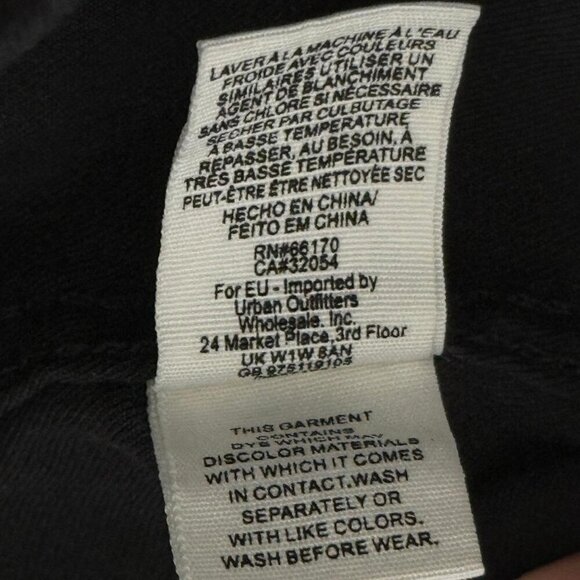 LAVER À LA MACHINE À L'EAU
FROIDE AVEC COULEURS
SIMILAIRES UTILISER UN
AGENT DE BLANCHIMENT
SANS CHLORE SI NÉCESSAIRE
SÉCHER PAR CULBUTAGE
À BASSE TEMPÉRATURE
REPASSER, AU BESOIN, À
TRÈS BASSE TEMPÉRATURE
PEUT-ÊTRE ÊTRE NETTOYÉE SEC
HECHO EN CHINA/
FEITO EM CHINA
RN#66170
CA#32054
For EU - Imported by
Urban Outfitters
Wholesale. Inc.
24 Market Place,3rd Floor
UK W1W 8AN
GB 975119105
THIS GARMENT
CONTAINS
DYE WHICH MAY
DISCOLOR MATERIALS
WITH WHICH IT COMES
IN CONTACT.WASH
SEPARATELY OR
WITH LIKE COLORS.
WASH BEFORE WEAR.